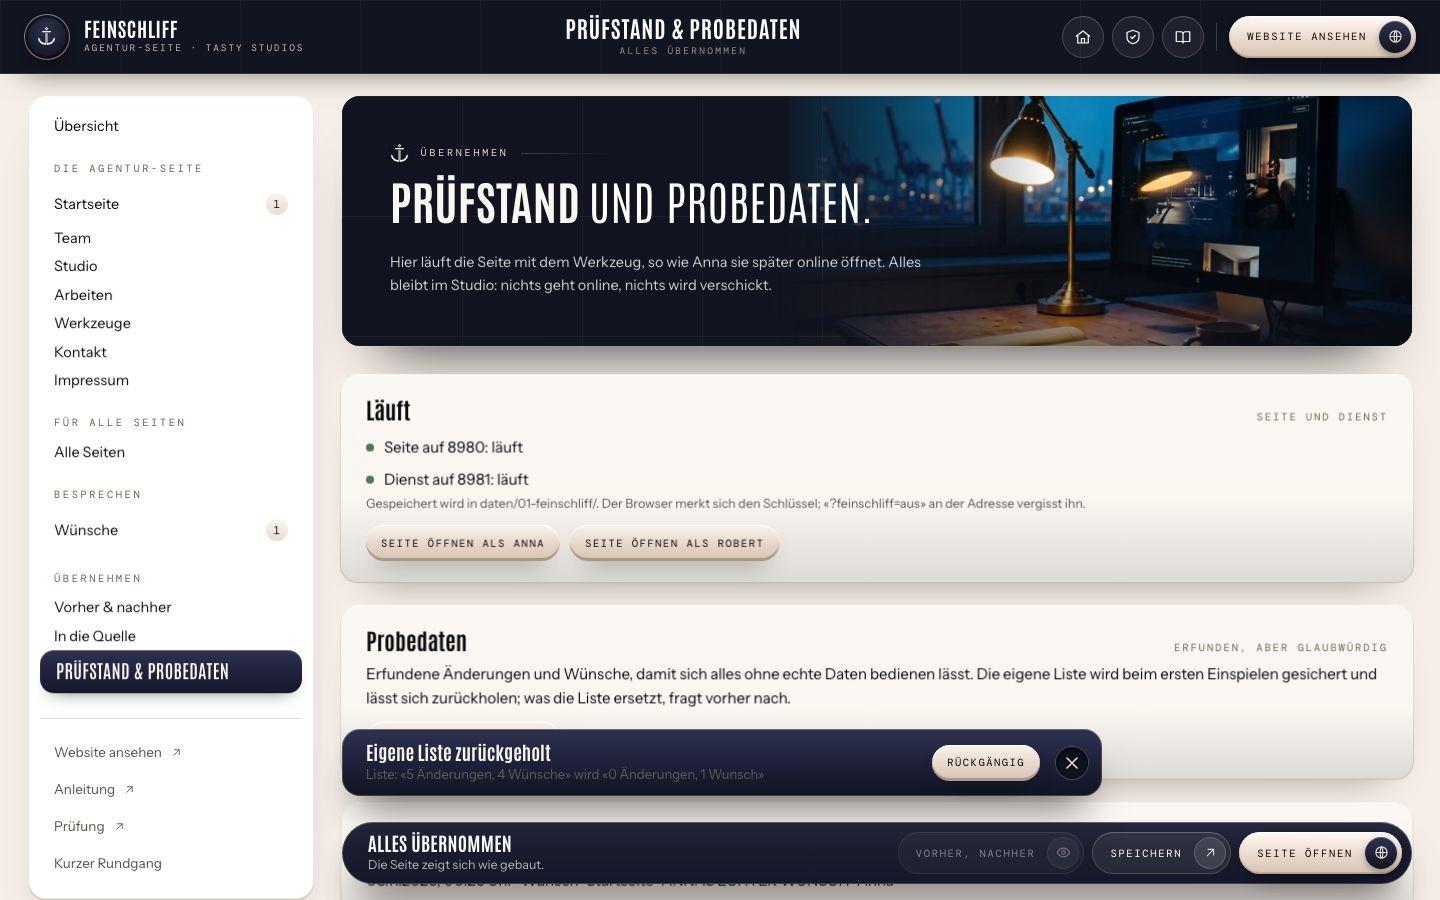 FEINSCHLIFF
AGENTUR-SEITE · TASTY STUDIOS
PRÜFSTAND & PROBEDATEN
ALLES ÜBERNOMMEN
WEBSITE ANSEHEN
Übersicht
DIE AGENTUR-SEITE
Startseite 1
Team
Studio
Arbeiten
Werkzeuge
Kontakt
Impressum
FÜR ALLE SEITEN
Alle Seiten
BESPRECHEN
Wünsche 1
ÜBERNEHMEN
Vorher & nachher
In die Quelle
PRÜFSTAND & PROBEDATEN
Website ansehen
Anleitung
Prüfung
Kurzer Rundgang
ÜBERNEHMEN
PRÜFSTAND UND PROBEDATEN.
Hier läuft die Seite mit dem Werkzeug, so wie Anna sie später online öffnet. Alles
bleibt im Studio: nichts geht online, nichts wird verschickt.
Läuft
SEITE UND DIENST
Seite auf 8980: läuft
Dienst auf 8981: läuft
Gespeichert wird in daten/01-feinschliff/. Der Browser merkt sich den Schlüssel; «?feinschliff=aus» an der Adresse vergisst ihn.
SEITE ÖFFNEN ALS ANNA
SEITE ÖFFNEN ALS ROBERT
Probedaten
ERFUNDEN, ABER GLAUBWÜRDIG
Erfundene Änderungen und Wünsche, damit sich alles ohne echte Daten bedienen lässt. Die eigene Liste wird beim ersten Einspielen gesichert und
lässt sich zurückholen; was die Liste ersetzt, fragt vorher nach.
Eigene Liste zurückgeholt
Liste: «5 Änderungen, 4 Wünsche» wird «0 Änderungen, 1 Wunsch»
RÜCKGÄNGIG
ALLES ÜBERNOMMEN
Die Seite zeigt sich wie gebaut.
VORHER, NACHHER
SPEICHERN
SEITE ÖFFNEN